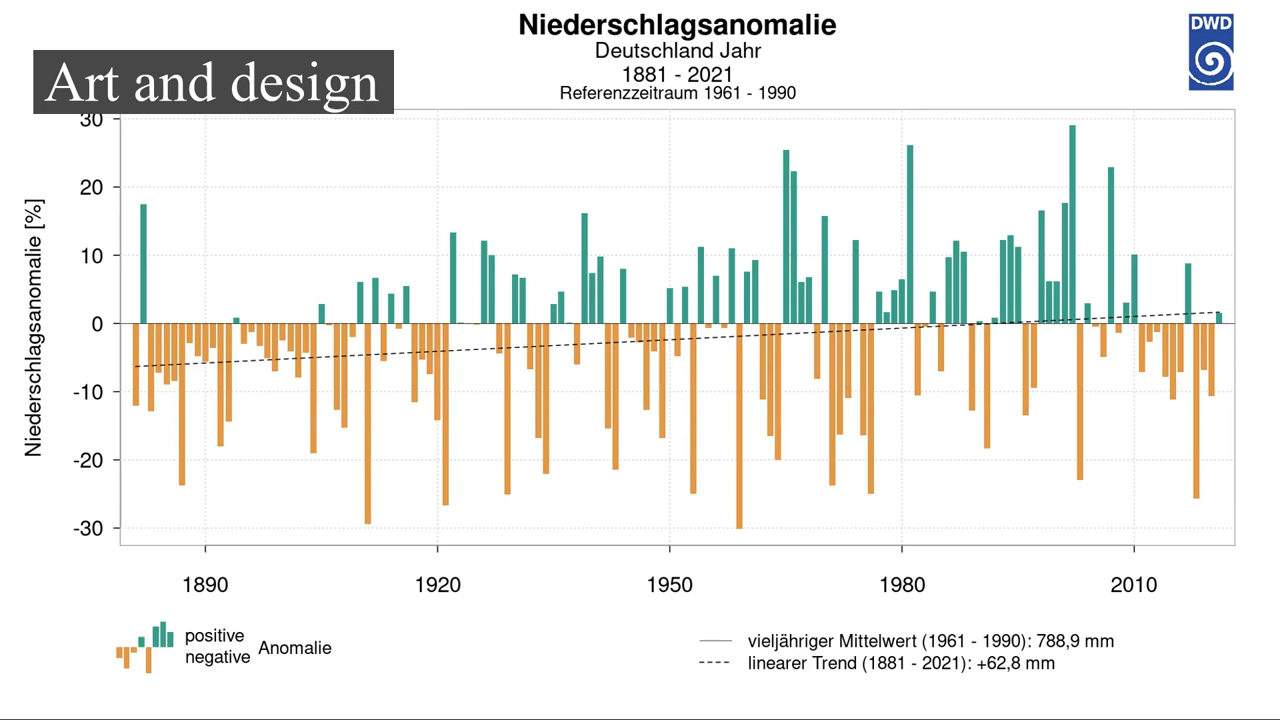 Niederschlagsanomalie
Deutschland Jahr
1881 - 2021
Referenzzeitraum 1961 - 1990
DWD
Art and design
Niederschlagsanomalie [%]
30
20
10
0
-10
-20
-30
1890
1920
1950
1980
2010
positive
negative
Anomalie
vieljähriger Mittelwert (1961 - 1990): 788,9 mm
linearer Trend (1881 - 2021): +62,8 mm